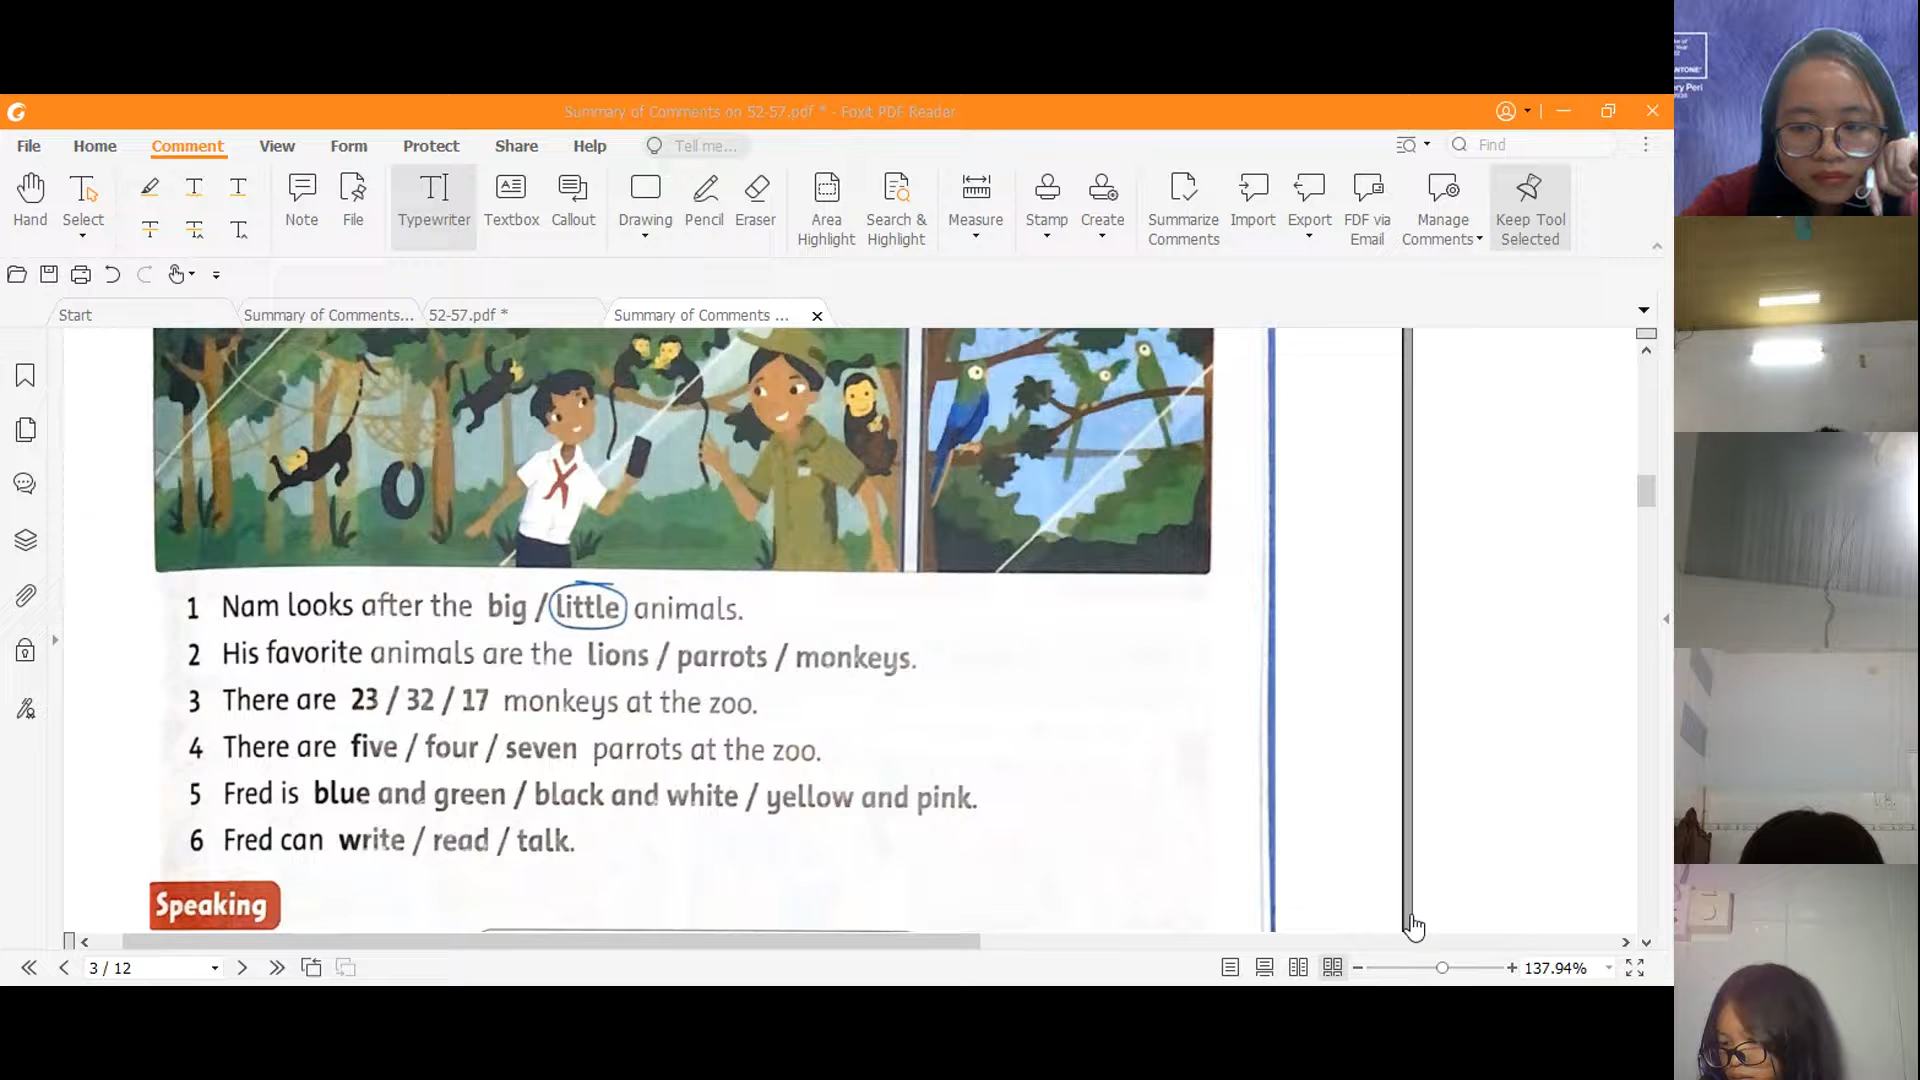 Summary of Comments on 52-57.pdf * - Foxit PDF Reader
File Home Comment View Form Protect Share Help Tell me... Find
Hand Select Note File Typewriter Textbox Callout Drawing Pencil Eraser Area Highlight Search & Highlight Measure Stamp Create Summarize Comments Import Export FDF via Email Manage Comments Keep Tool Selected
Start Summary of Comments... 52-57.pdf * Summary of Comments ...
1 Nam looks after the big / little animals.
2 His favorite animals are the lions / parrots / monkeys.
3 There are 23 / 32 / 17 monkeys at the zoo.
4 There are five / four / seven parrots at the zoo.
5 Fred is blue and green / black and white / yellow and pink.
6 Fred can write / read / talk.
Speaking
3 / 12 137.94%